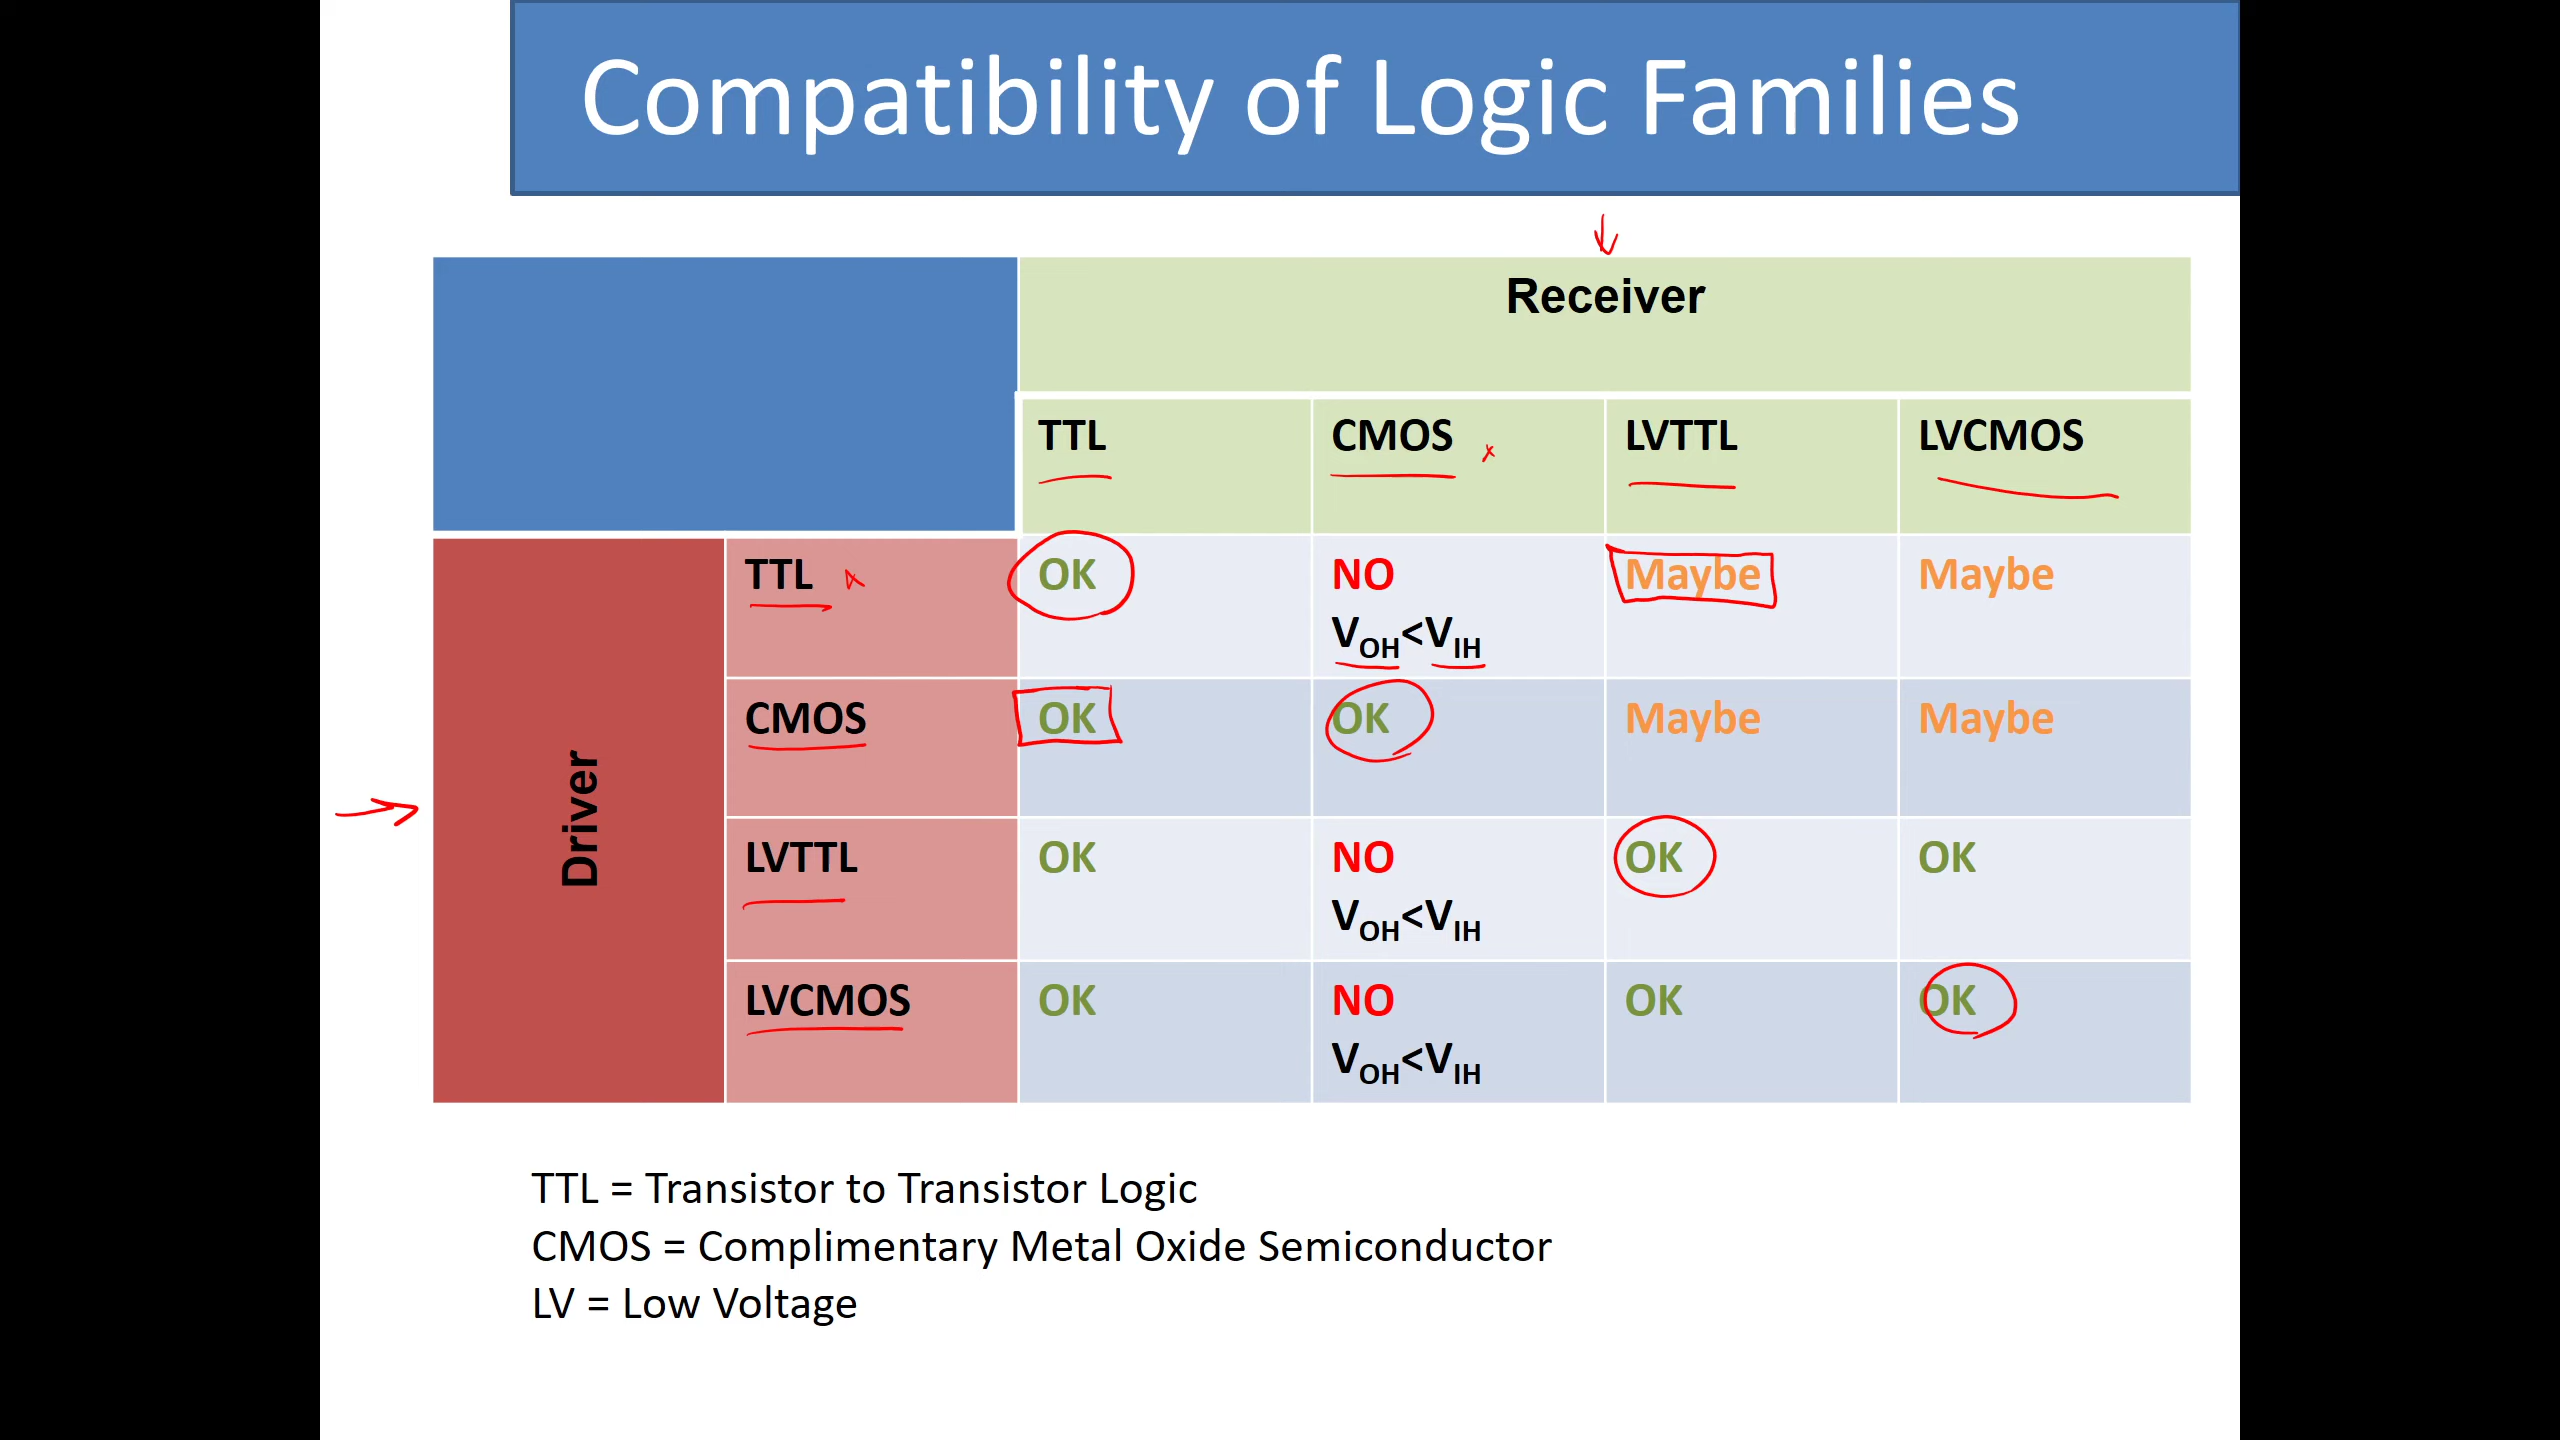 Compatibility of Logic Families
Receiver
TTL CMOS LVTTL LVCMOS
Driver
TTL OK NO Maybe Maybe
VOH<VIH
CMOS OK OK Maybe Maybe
LVTTL OK NO OK OK
VOH<VIH
LVCMOS OK NO OK OK
VOH<VIH
TTL = Transistor to Transistor Logic
CMOS = Complimentary Metal Oxide Semiconductor
LV = Low Voltage